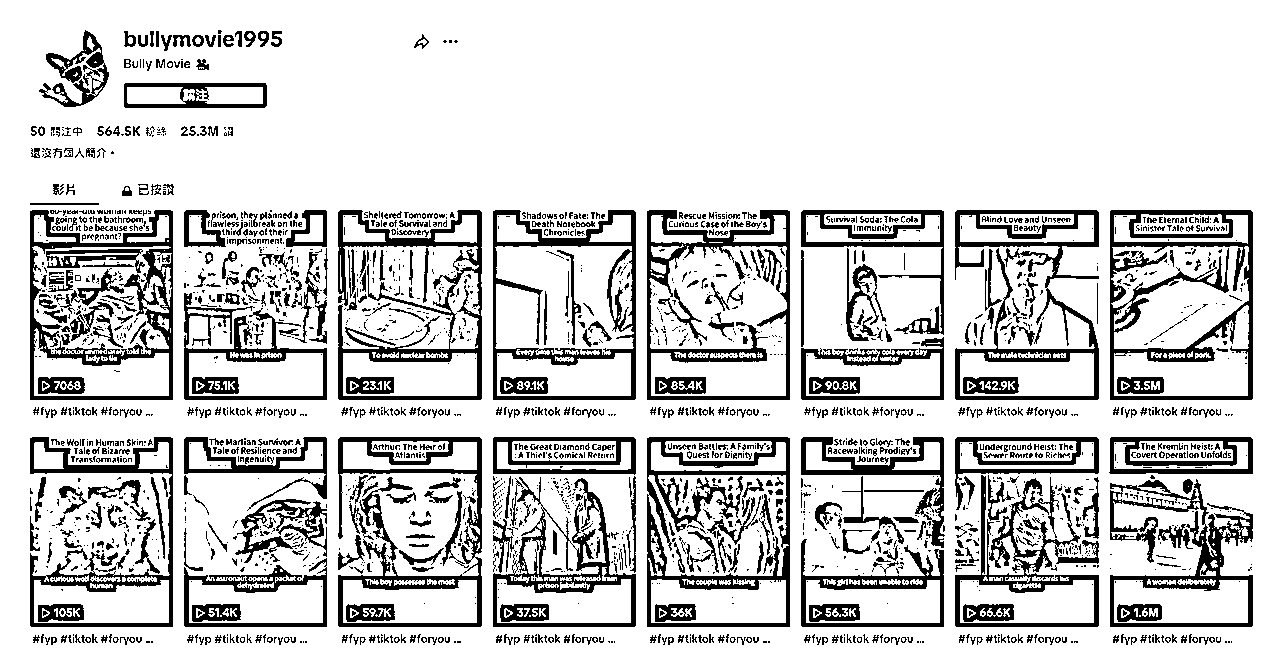 bullymovie1995
Bully Movie
關注
50 關注中 564.5K 粉絲 25.3M 讚
還沒有個人簡介。
影片 已按讚
60-year-old woman keeps
going to the bathroom,
could it be because she's
pregnant?
the doctor immediately told the
lady to lie
7068
#fyp #tiktok #foryou ...
prison, they planned a
flawless jailbreak on the
third day of their
imprisonment.
He was in prison
75.1K
#fyp #tiktok #foryou ...
Sheltered Tomorrow: A
Tale of Survival and
Discovery
To avoid nuclear bombs
23.1K
#fyp #tiktok #foryou ...
Shadows of Fate: The
Death Notebook
Chronicles
Every time this man leaves his
house
89.1K
#fyp #tiktok #foryou ...
Rescue Mission: The
Curious Case of the Boy's
Nose
The doctor suspects there is
85.4K
#fyp #tiktok #foryou ...
Survival Soda: The Cola
Immunity
This boy drinks only cola every day
instead of water
90.8K
#fyp #tiktok #foryou ...
Blind Love and Unseen
Beauty
The male technician eats
142.9K
#fyp #tiktok #foryou ...
The Eternal Child: A
Sinister Tale of Survival
For a piece of pork
3.5M
#fyp #tiktok #foryou ...
The Wolf in Human Skin: A
Tale of Bizarre
Transformation
A curious wolf discovers a complete
human
105K
#fyp #tiktok #foryou ...
The Martian Survivor: A
Tale of Resilience and
Ingenuity
An astronaut opens a packet of
dehydrated
51.4K
#fyp #tiktok #foryou ...
Arthur: The Heir of
Atlantis
This boy possesses the most
59.7K
#fyp #tiktok #foryou ...
The Great Diamond Caper
: A Thief's Comical Return
Today this man was released from
prison jubilantly
37.5K
#fyp #tiktok #foryou ...
Unseen Battles: A Family's
Quest for Dignity
The couple was kissing
36K
#fyp #tiktok #foryou ...
Stride to Glory: The
Racewalking Prodigy's
Journey
This girl has been unable to ride
56.3K
#fyp #tiktok #foryou ...
Underground Heist: The
Sewer Route to Riches
A man casually discards his
cigarette
66.6K
#fyp #tiktok #foryou ...
The Kremlin Heist: A
Covert Operation Unfolds
A woman deliberately
1.6M
#fyp #tiktok #foryou ...